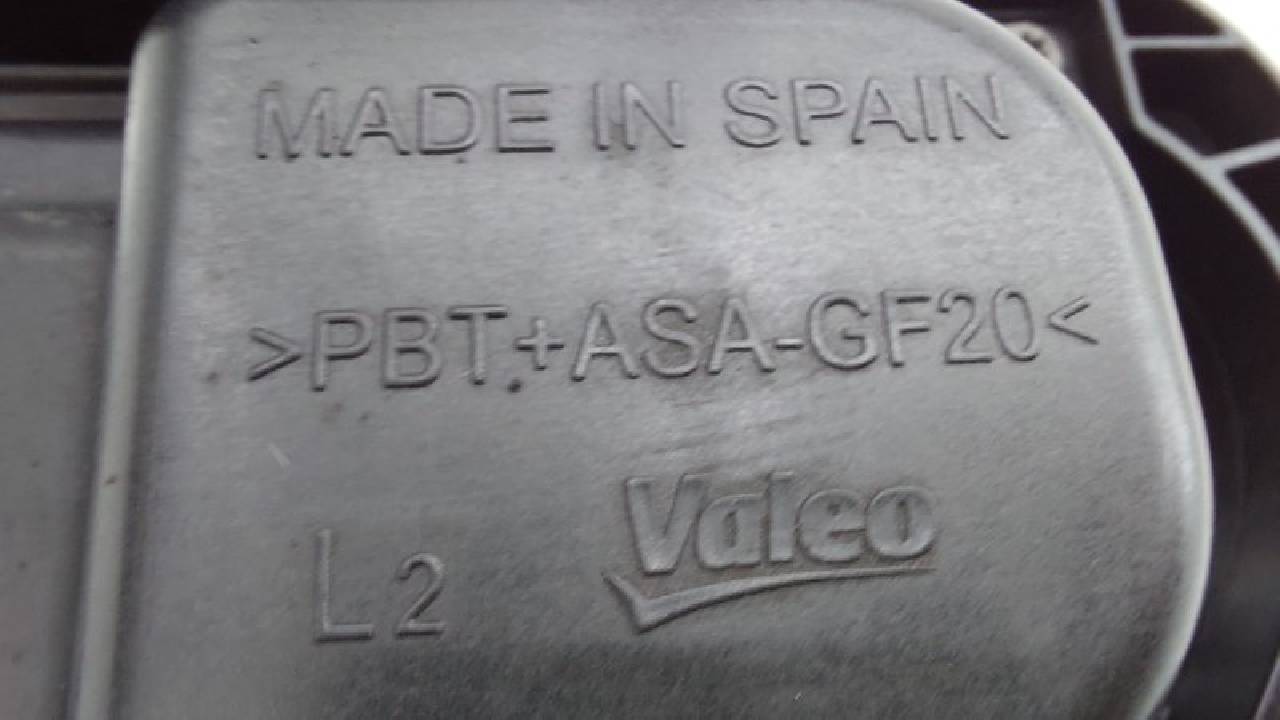 MADE IN SPAIN
>PBT+ASA-GF20<
Valeo
L2